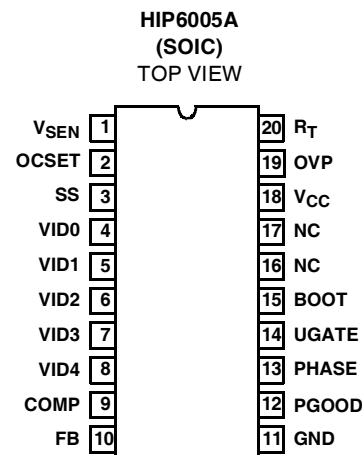 HIP6005A
(SOIC)
TOP VIEW
VSEN 1 20 RT
OCSET 2 19 OVP
SS 3 18 VCC
VID0 4 17 NC
VID1 5 16 NC
VID2 6 15 BOOT
VID3 7 14 UGATE
VID4 8 13 PHASE
COMP 9 12 PGOOD
FB 10 11 GND